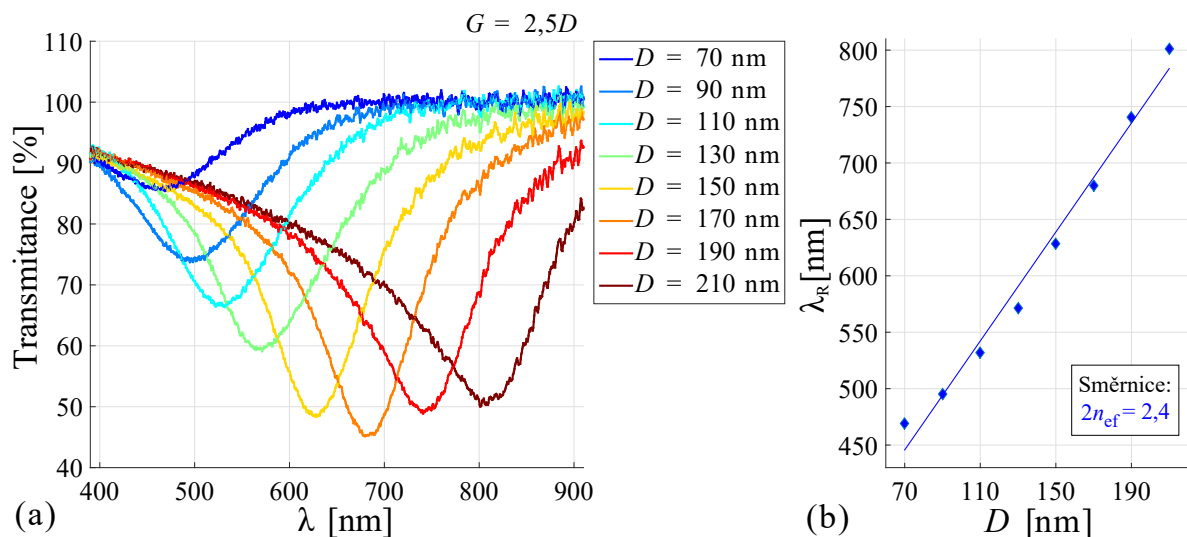 G = 2,5D
110
100
90
80
70
60
50
40
Transmitance [%]
400
500
600
700
800
900
λ [nm]
(a)
D = 70 nm
D = 90 nm
D = 110 nm
D = 130 nm
D = 150 nm
D = 170 nm
D = 190 nm
D = 210 nm
800
750
700
650
600
550
500
450
λR [nm]
Směrnice:
2nef = 2,4
70
110
150
190
D [nm]
(b)